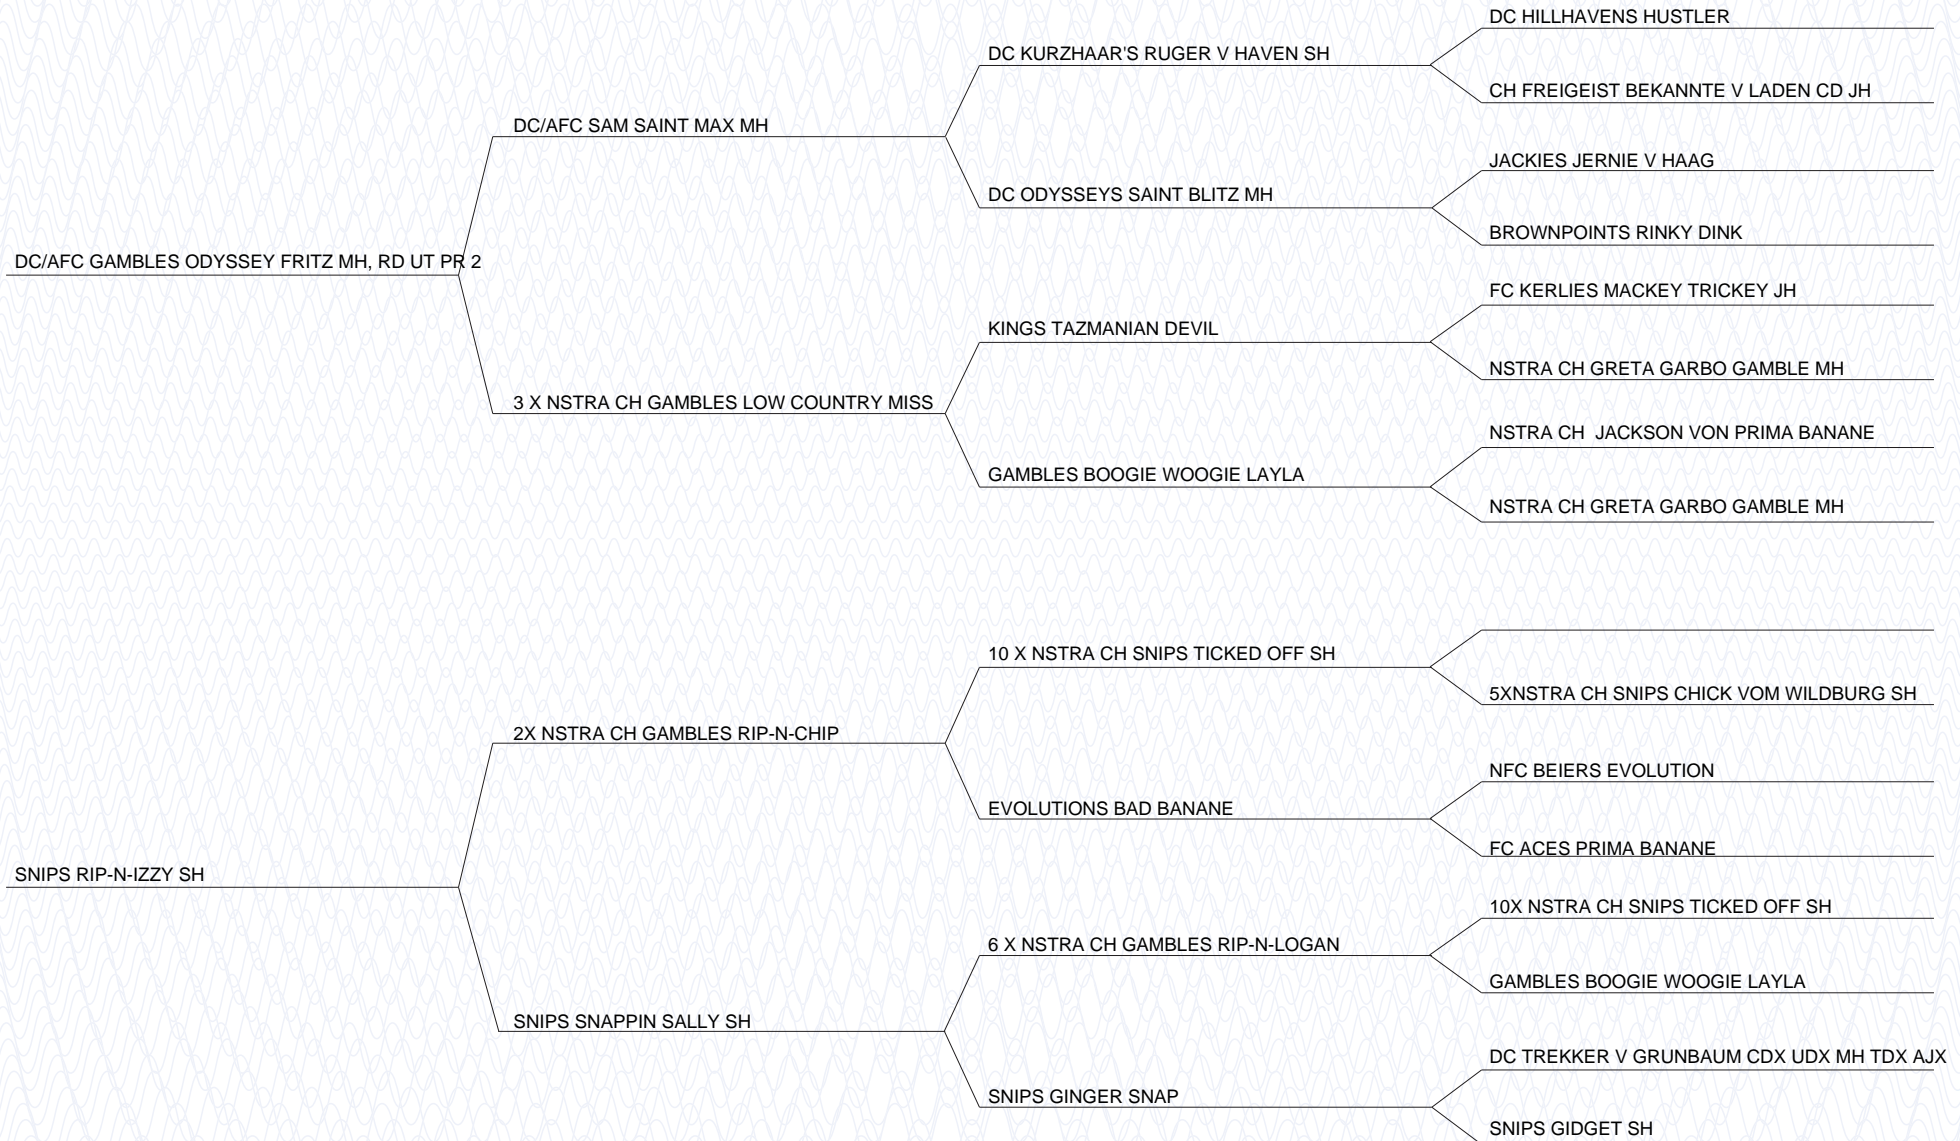 DC HILLHAVENS HUSTLER
DC KURZHAAR'S RUGER V HAVEN SH
CH FREIGEIST BEKANNTE V LADEN CD JH
DC/AFC SAM SAINT MAX MH
JACKIES JERNIE V HAAG
DC ODYSSEYS SAINT BLITZ MH
BROWNPOINTS RINKY DINK
DC/AFC GAMBLES ODYSSEY FRITZ MH, RD UT PR 2
FC KERLIES MACKEY TRICKEY JH
KINGS TAZMANIAN DEVIL
NSTRA CH GRETA GARBO GAMBLE MH
3 X NSTRA CH GAMBLES LOW COUNTRY MISS
NSTRA CH  JACKSON VON PRIMA BANANE
GAMBLES BOOGIE WOOGIE LAYLA
NSTRA CH GRETA GARBO GAMBLE MH
10 X NSTRA CH SNIPS TICKED OFF SH
5XNSTRA CH SNIPS CHICK VOM WILDBURG SH
2X NSTRA CH GAMBLES RIP-N-CHIP
NFC BEIERS EVOLUTION
EVOLUTIONS BAD BANANE
FC ACES PRIMA BANANE
SNIPS RIP-N-IZZY SH
10X NSTRA CH SNIPS TICKED OFF SH
6 X NSTRA CH GAMBLES RIP-N-LOGAN
GAMBLES BOOGIE WOOGIE LAYLA
SNIPS SNAPPIN SALLY SH
DC TREKKER V GRUNBAUM CDX UDX MH TDX AJX
SNIPS GINGER SNAP
SNIPS GIDGET SH